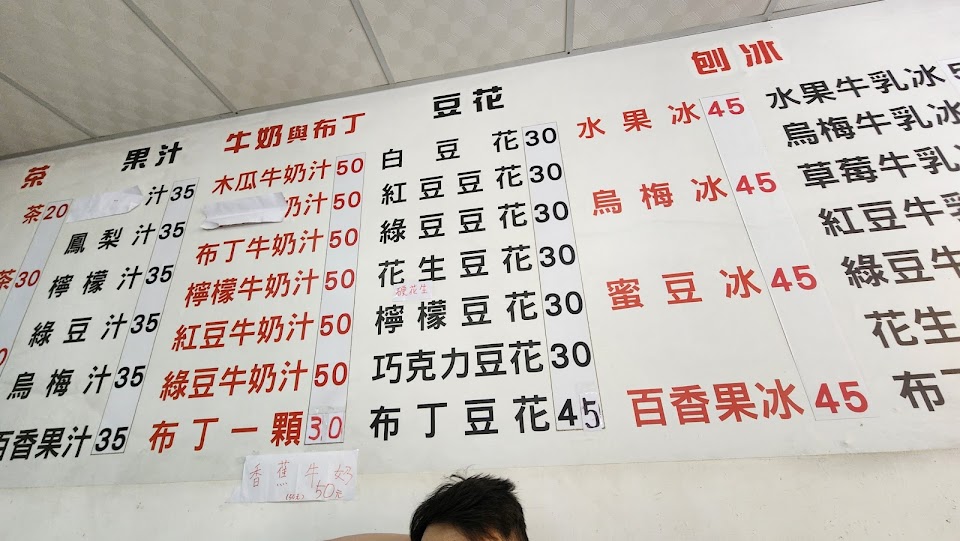 茶
茶20
茶30
0
果汁
汁35
鳳梨汁35
檸檬汁35
綠豆汁35
烏梅汁35
百香果汁35
牛奶與布丁
木瓜牛奶汁50
奶汁50
布丁牛奶汁50
檸檬牛奶汁50
紅豆牛奶汁50
綠豆牛奶汁50
布丁一顆30
香蕉牛奶
50元
豆花
白豆花30
紅豆豆花30
綠豆豆花30
花生豆花30
硬花生
檸檬豆花30
巧克力豆花30
布丁豆花45
刨冰
水果冰45
烏梅冰45
蜜豆冰45
百香果冰45
水果牛乳冰5
烏梅牛乳冰
草莓牛乳
紅豆牛乳
綠豆牛
花生
布丁